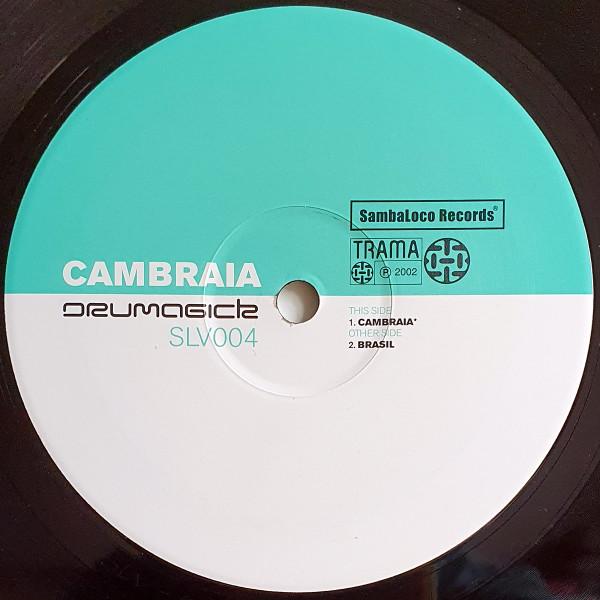 SambaLoco Records®
TRAMA
℗ 2002
CAMBRAIA
DRUMAGICK
SLV004
THIS SIDE
1. CAMBRAIA*
OTHER SIDE
2. BRASIL